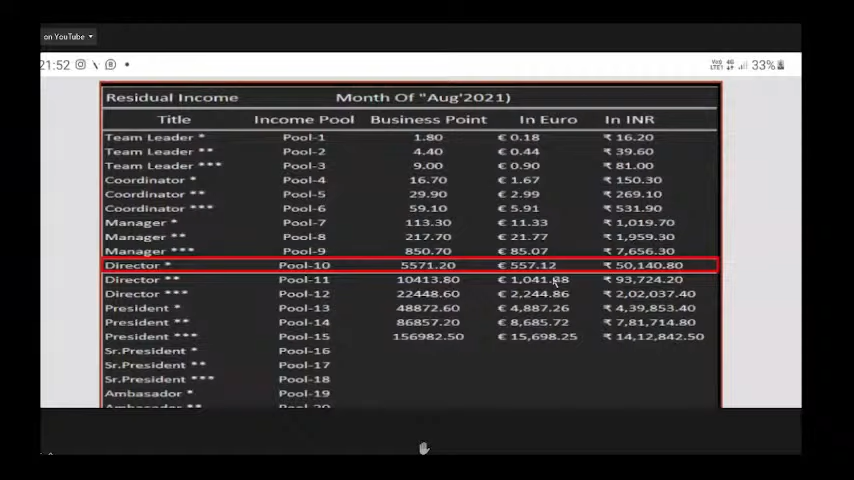 on YouTube
21:52 33%
Residual Income Month Of "Aug'2021)
Title Income Pool Business Point In Euro In INR
Team Leader * Pool-1 1.80 € 0.18 ₹ 16.20
Team Leader ** Pool-2 4.40 € 0.44 ₹ 39.60
Team Leader *** Pool-3 9.00 € 0.90 ₹ 81.00
Coordinator * Pool-4 16.70 € 1.67 ₹ 150.30
Coordinator ** Pool-5 29.90 € 2.99 ₹ 269.10
Coordinator *** Pool-6 59.10 € 5.91 ₹ 531.90
Manager * Pool-7 113.30 € 11.33 ₹ 1,019.70
Manager ** Pool-8 217.70 € 21.77 ₹ 1,959.30
Manager *** Pool-9 850.70 € 85.07 ₹ 7,656.30
Director * Pool-10 5571.20 € 557.12 ₹ 50,140.80
Director ** Pool-11 10413.80 € 1,041.38 ₹ 93,724.20
Director *** Pool-12 22448.60 € 2,244.86 ₹ 2,02,037.40
President * Pool-13 48872.60 € 4,887.26 ₹ 4,39,853.40
President ** Pool-14 86857.20 € 8,685.72 ₹ 7,81,714.80
President *** Pool-15 156982.50 € 15,698.25 ₹ 14,12,842.50
Sr.President * Pool-16
Sr.President ** Pool-17
Sr.President *** Pool-18
Ambasador * Pool-19
Ambasador ** Pool-20